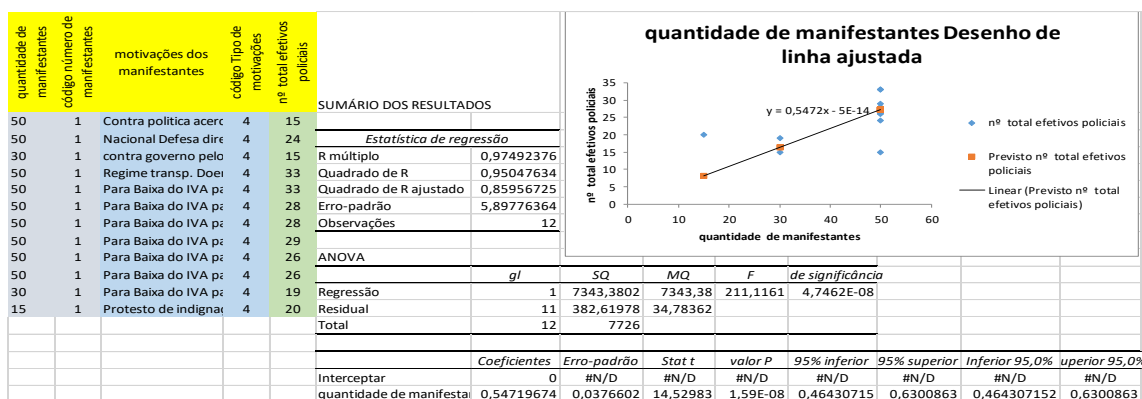 quantidade de manifestantes
código número de manifestantes
motivações dos manifestantes
código Tipo de motivações
nº total efetivos policiais
50 1 Contra politica acerc 4 15
50 1 Nacional Defesa dire 4 24
30 1 contra governo pelo 4 15
50 1 Regime transp. Doer 4 33
50 1 Para Baixa do IVA pa 4 33
50 1 Para Baixa do IVA pa 4 28
50 1 Para Baixa do IVA pa 4 28
50 1 Para Baixa do IVA pa 4 29
50 1 Para Baixa do IVA pa 4 26
50 1 Para Baixa do IVA pa 4 26
30 1 Para Baixa do IVA pa 4 19
15 1 Protesto de indignaç 4 20
SUMÁRIO DOS RESULTADOS
Estatística de regressão
R múltiplo 0,97492376
Quadrado de R 0,95047634
Quadrado de R ajustado 0,85956725
Erro-padrão 5,89776364
Observações 12
quantidade de manifestantes Desenho de
linha ajustada
nº total efetivos policiais
35
30
25
20
15
10
5
0
y = 0,5472x - 5E-14
0 10 20 30 40 50 60
quantidade de manifestantes
nº total efetivos policiais
Previsto nº total efetivos
policiais
Linear (Previsto nº total
efetivos policiais)
ANOVA
gl SQ MQ F de significância
Regressão 1 7343,3802 7343,38 211,1161 4,7462E-08
Residual 11 382,61978 34,78362
Total 12 7726
Coeficientes Erro-padrão Stat t valor P 95% inferior 95% superior Inferior 95,0% uperior 95,0%
Interceptar 0 #N/D #N/D #N/D #N/D #N/D #N/D #N/D
quantidade de manifesta 0,54719674 0,0376602 14,52983 1,59E-08 0,46430715 0,6300863 0,464307152 0,6300863